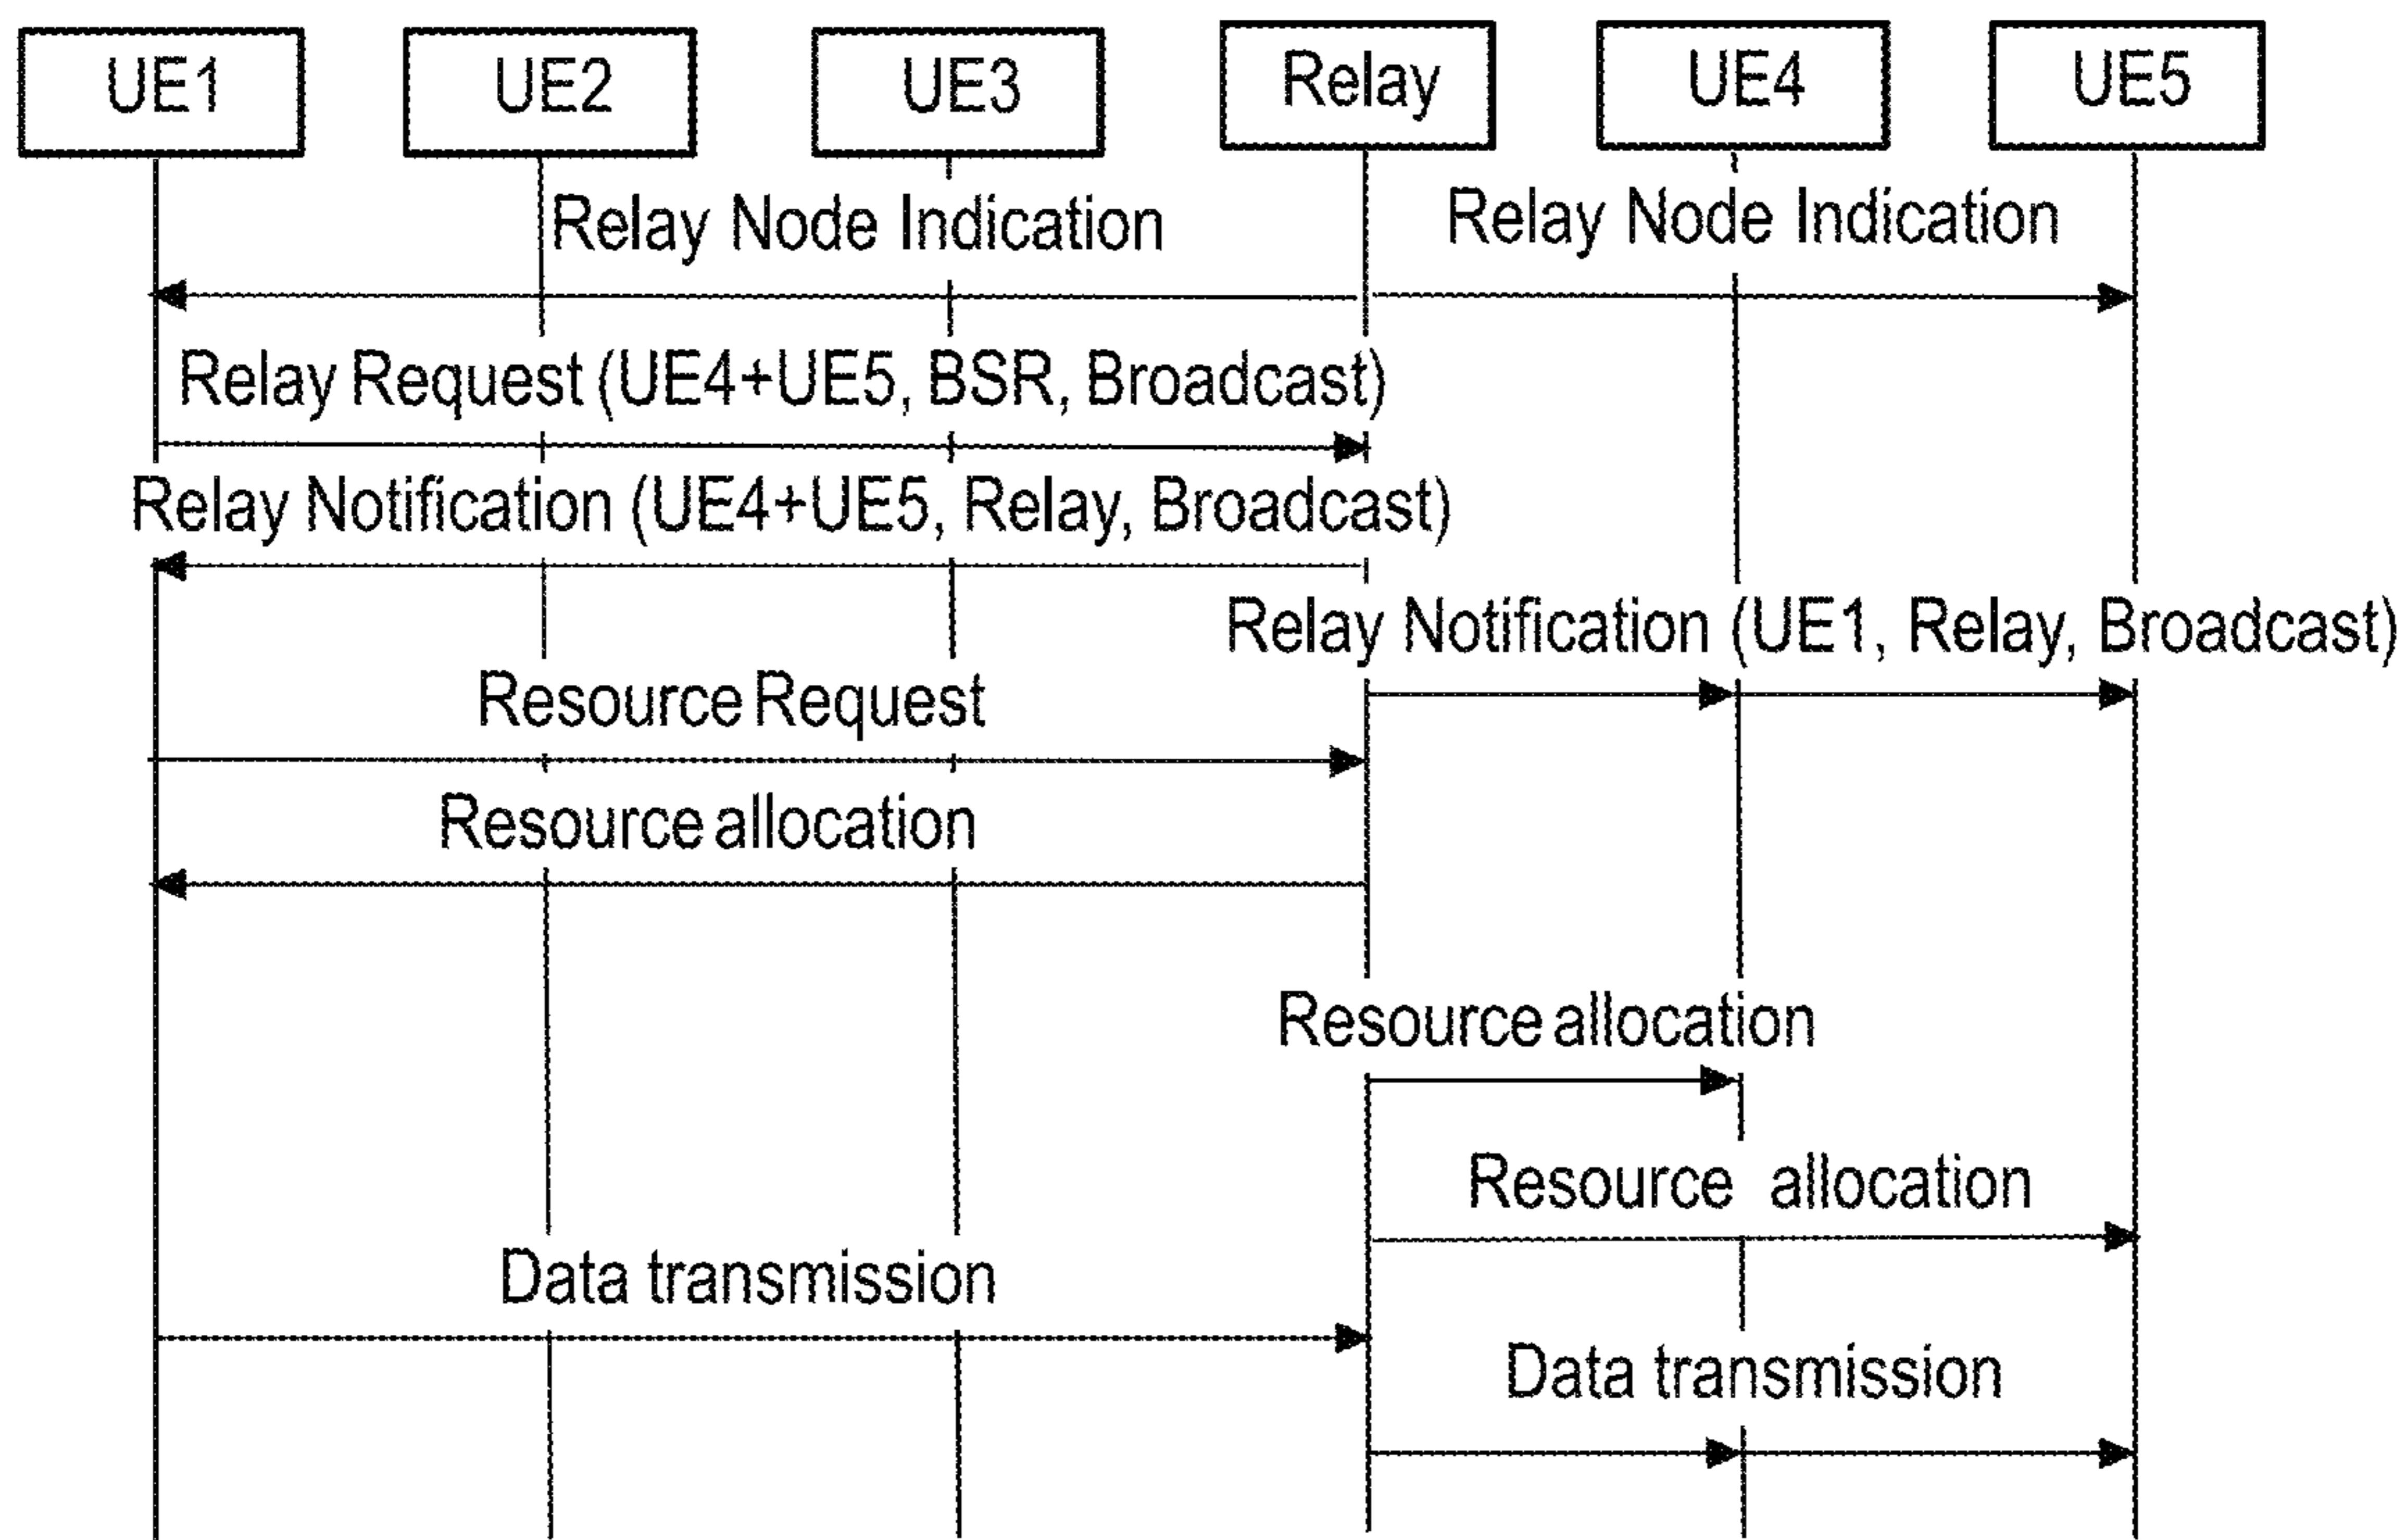 UE1
UE2
UE3
Relay
UE4
UE5
Relay Node Indication
Relay Node Indication
Relay Request (UE4+UE5, BSR, Broadcast)
Relay Notification (UE4+UE5, Relay, Broadcast)
Relay Notification (UE1, Relay, Broadcast)
Resource Request
Resource allocation
Resource allocation
Resource allocation
Data transmission
Data transmission